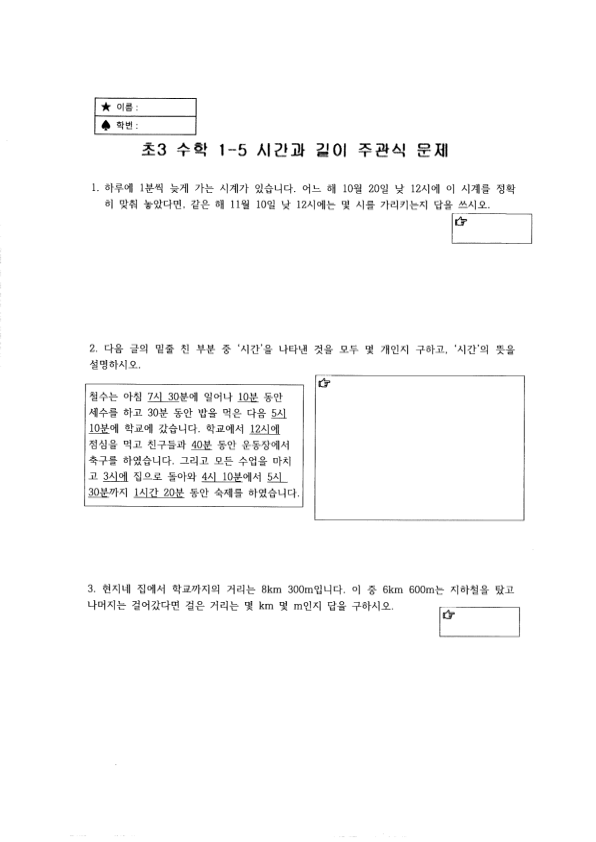 ★ 이름 :
♠ 학번 :
초3 수학 1-5 시간과 길이 주관식 문제
1. 하루에 1분씩 늦게 가는 시계가 있습니다. 어느 해 10월 20일 낮 12시에 이 시계를 정확
히 맞춰 놓았다면, 같은 해 11월 10일 낮 12시에는 몇 시를 가리키는지 답을 쓰시오.
☞
2. 다음 글의 밑줄 친 부분 중 '시간'을 나타낸 것을 모두 몇 개인지 구하고, '시간'의 뜻을
설명하시오.
철수는 아침 7시 30분에 일어나 10분 동안
세수를 하고 30분 동안 밥을 먹은 다음 5시
10분에 학교에 갔습니다. 학교에서 12시에
점심을 먹고 친구들과 40분 동안 운동장에서
축구를 하였습니다. 그리고 모든 수업을 마치
고 3시에 집으로 돌아와 4시 10분에서 5시
30분까지 1시간 20분 동안 숙제를 하였습니다.
☞
3. 현지네 집에서 학교까지의 거리는 8km 300m입니다. 이 중 6km 600m는 지하철을 탔고
나머지는 걸어갔다면 걸은 거리는 몇 km 몇 m인지 답을 구하시오.
☞